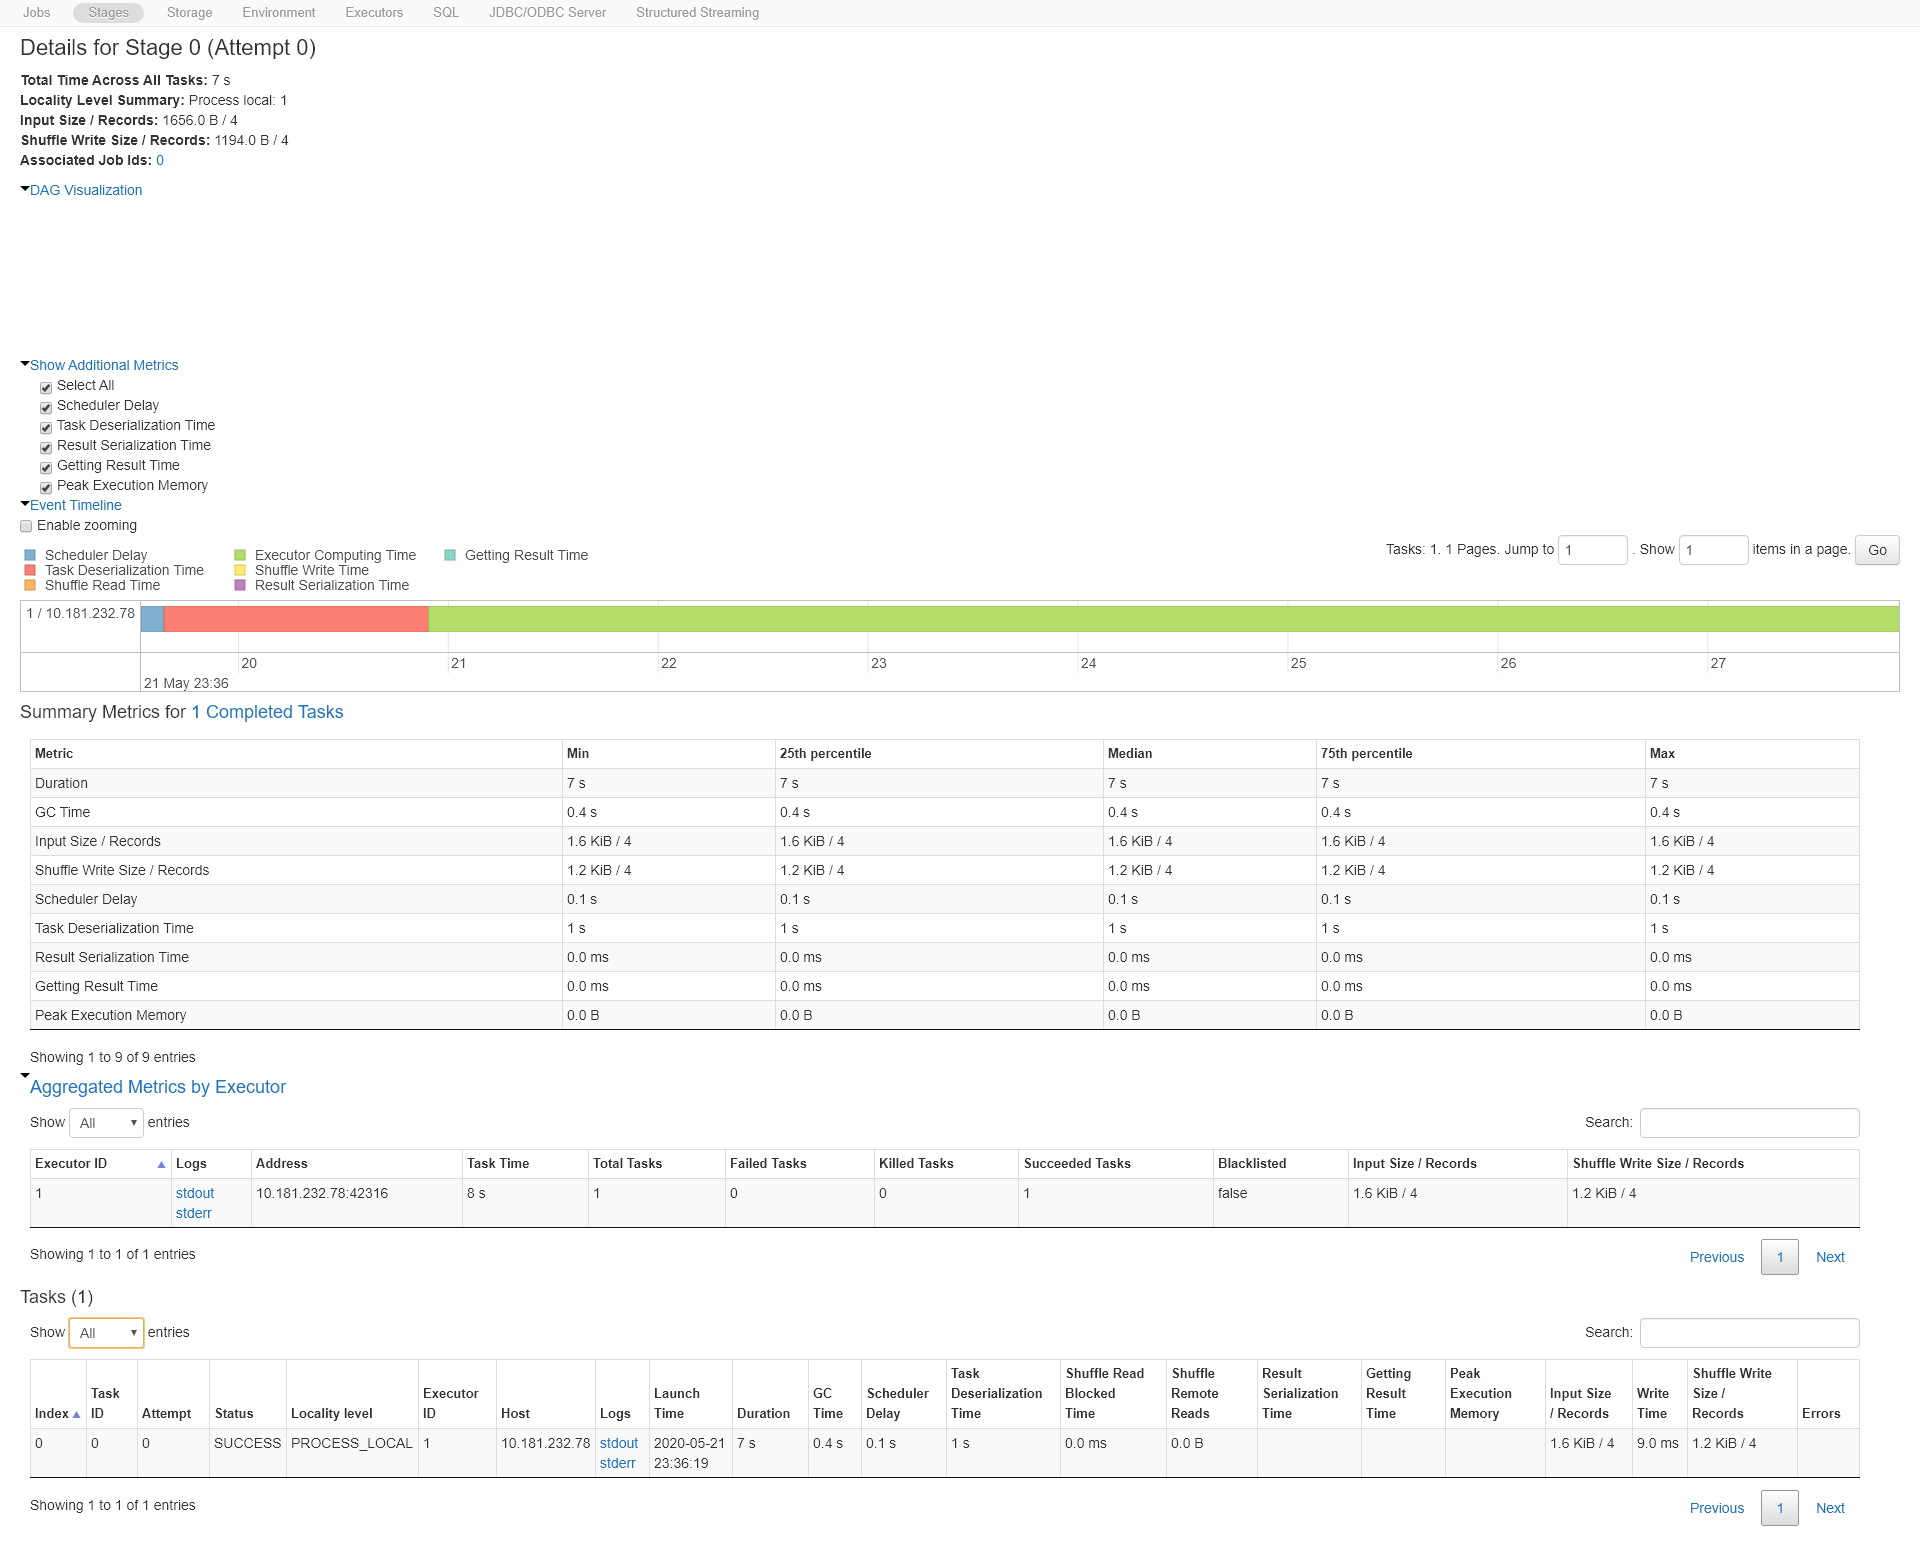 Jobs Stages Storage Environment Executors SQL JDBC/ODBC Server Structured Streaming
Details for Stage 0 (Attempt 0)
Total Time Across All Tasks: 7 s
Locality Level Summary: Process local: 1
Input Size / Records: 1656.0 B / 4
Shuffle Write Size / Records: 1194.0 B / 4
Associated Job Ids: 0
DAG Visualization
Show Additional Metrics
Select All
Scheduler Delay
Task Deserialization Time
Result Serialization Time
Getting Result Time
Peak Execution Memory
Event Timeline
Enable zooming
Tasks: 1. 1 Pages. Jump to 1 . Show 1 items in a page. Go
Scheduler Delay Executor Computing Time Getting Result Time
Task Deserialization Time Shuffle Write Time
Shuffle Read Time Result Serialization Time
1 / 10.181.232.78
20 21 22 23 24 25 26 27
21 May 23:36
Summary Metrics for 1 Completed Tasks
Metric Min 25th percentile Median 75th percentile Max
Duration 7 s 7 s 7 s 7 s 7 s
GC Time 0.4 s 0.4 s 0.4 s 0.4 s 0.4 s
Input Size / Records 1.6 KiB / 4 1.6 KiB / 4 1.6 KiB / 4 1.6 KiB / 4 1.6 KiB / 4
Shuffle Write Size / Records 1.2 KiB / 4 1.2 KiB / 4 1.2 KiB / 4 1.2 KiB / 4 1.2 KiB / 4
Scheduler Delay 0.1 s 0.1 s 0.1 s 0.1 s 0.1 s
Task Deserialization Time 1 s 1 s 1 s 1 s 1 s
Result Serialization Time 0.0 ms 0.0 ms 0.0 ms 0.0 ms 0.0 ms
Getting Result Time 0.0 ms 0.0 ms 0.0 ms 0.0 ms 0.0 ms
Peak Execution Memory 0.0 B 0.0 B 0.0 B 0.0 B 0.0 B
Showing 1 to 9 of 9 entries
Aggregated Metrics by Executor
Show All entries Search:
Executor ID Logs Address Task Time Total Tasks Failed Tasks Killed Tasks Succeeded Tasks Blacklisted Input Size / Records Shuffle Write Size / Records
1 stdout 10.181.232.78:42316 8 s 1 0 0 1 false 1.6 KiB / 4 1.2 KiB / 4
stderr
Showing 1 to 1 of 1 entries
Previous 1 Next
Tasks (1)
Show All entries Search:
Task Shuffle Read Shuffle Result Getting Peak Shuffle Write
Task Executor Launch GC Scheduler Deserialization Blocked Remote Serialization Result Execution Input Size Write Size /
Index ID Attempt Status Locality level ID Host Logs Time Duration Time Delay Time Time Reads Time Time Memory / Records Time Records Errors
0 0 0 SUCCESS PROCESS_LOCAL 1 10.181.232.78 stdout 2020-05-21 7 s 0.4 s 0.1 s 1 s 0.0 ms 0.0 B 1.6 KiB / 4 9.0 ms 1.2 KiB / 4
stderr 23:36:19
Showing 1 to 1 of 1 entries
Previous 1 Next